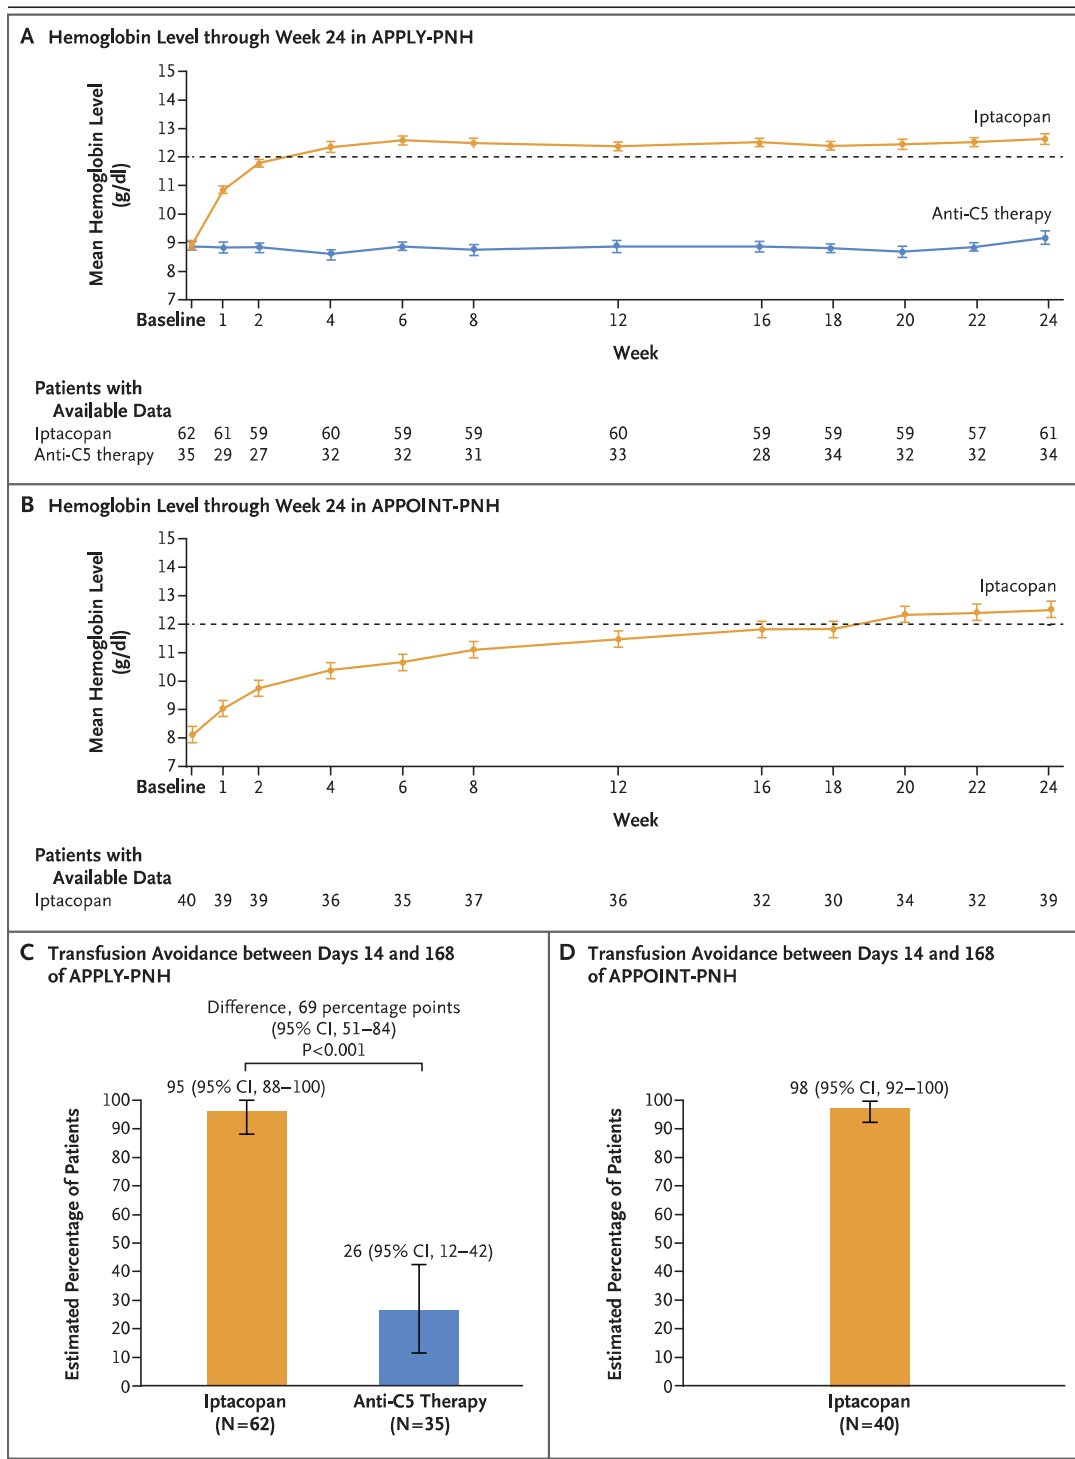 A Hemoglobin Level through Week 24 in APPLY-PNH
Mean Hemoglobin Level
(g/dl)
15
14
13
12
11
10
9
8
7
Iptacopan
Anti-C5 therapy
Baseline 1 2 4 6 8 12 16 18 20 22 24
Week
Patients with
Available Data
Iptacopan 62 61 59 60 59 59 60 59 59 59 57 61
Anti-C5 therapy 35 29 27 32 32 31 33 28 34 32 32 34
B Hemoglobin Level through Week 24 in APPOINT-PNH
Mean Hemoglobin Level
(g/dl)
15
14
13
12
11
10
9
8
7
Iptacopan
Baseline 1 2 4 6 8 12 16 18 20 22 24
Week
Patients with
Available Data
Iptacopan 40 39 39 36 35 37 36 32 30 34 32 39
C Transfusion Avoidance between Days 14 and 168
of APPLY-PNH
Difference, 69 percentage points
(95% CI, 51–84)
P<0.001
95 (95% CI, 88–100)
26 (95% CI, 12–42)
Estimated Percentage of Patients
100
90
80
70
60
50
40
30
20
10
0
Iptacopan
(N=62)
Anti-C5 Therapy
(N=35)
D Transfusion Avoidance between Days 14 and 168
of APPOINT-PNH
98 (95% CI, 92–100)
Estimated Percentage of Patients
100
90
80
70
60
50
40
30
20
10
0
Iptacopan
(N=40)